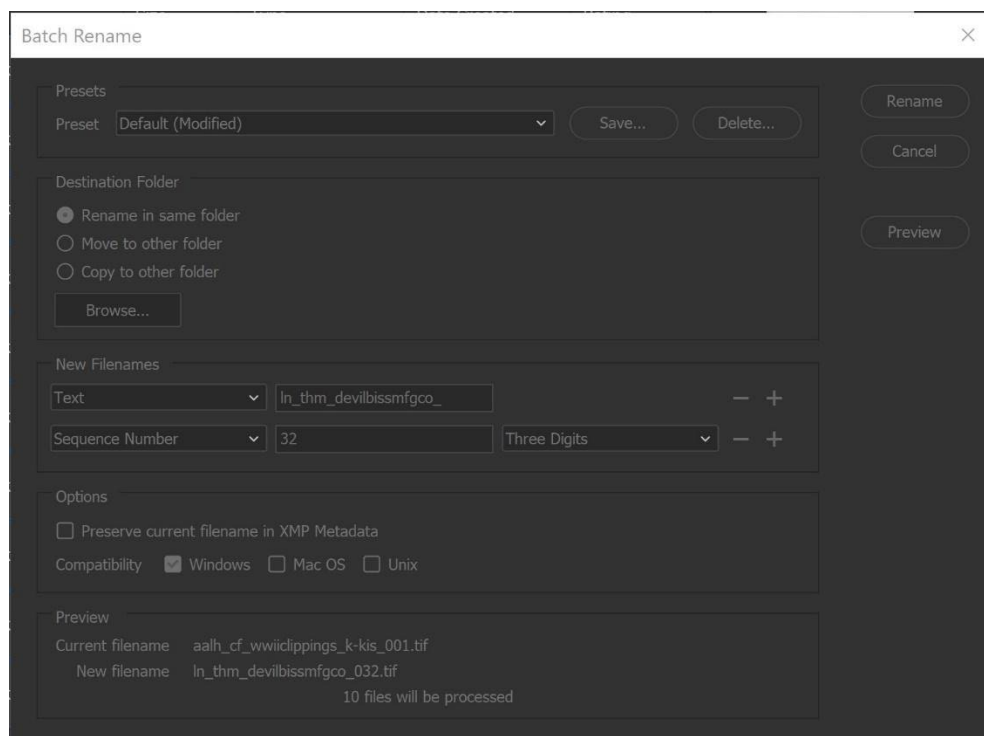 Batch Rename
Presets
Preset Default (Modified) Save... Delete...
Rename
Cancel
Preview
Destination Folder
Rename in same folder
Move to other folder
Copy to other folder
Browse...
New Filenames
Text ln_thm_devilbissmfgco_
Sequence Number 32 Three Digits
Options
Preserve current filename in XMP Metadata
Compatibility Windows Mac OS Unix
Preview
Current filename aalh_cf_wwiiclippings_k-kis_001.tif
New filename ln_thm_devilbissmfgco_032.tif
10 files will be processed